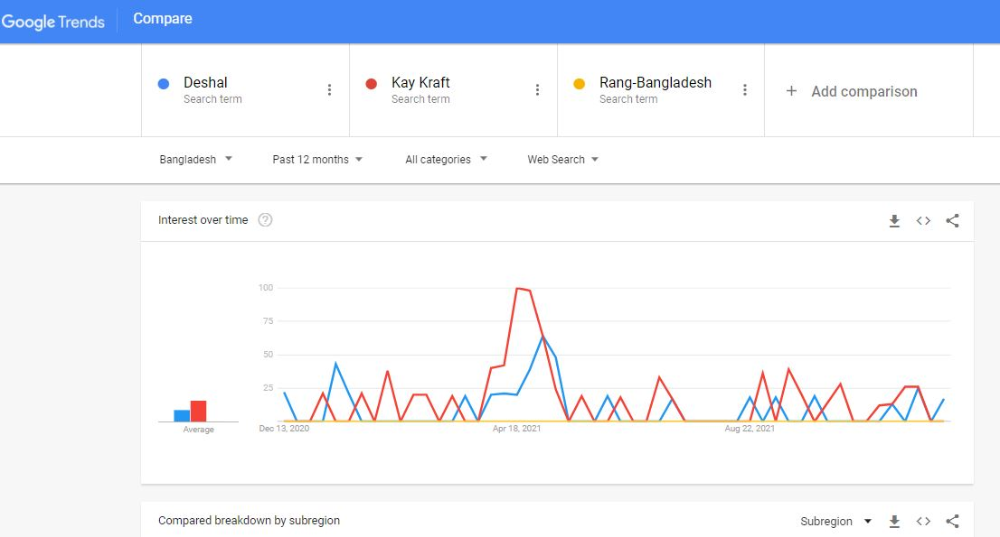 Google Trends Compare
Deshal Kay Kraft Rang-Bangladesh + Add comparison
Search term Search term Search term
Bangladesh Past 12 months All categories Web Search
Interest over time ?
100
75
50
25
Average Dec 13, 2020 Apr 18, 2021 Aug 22, 2021
Compared breakdown by subregion Subregion